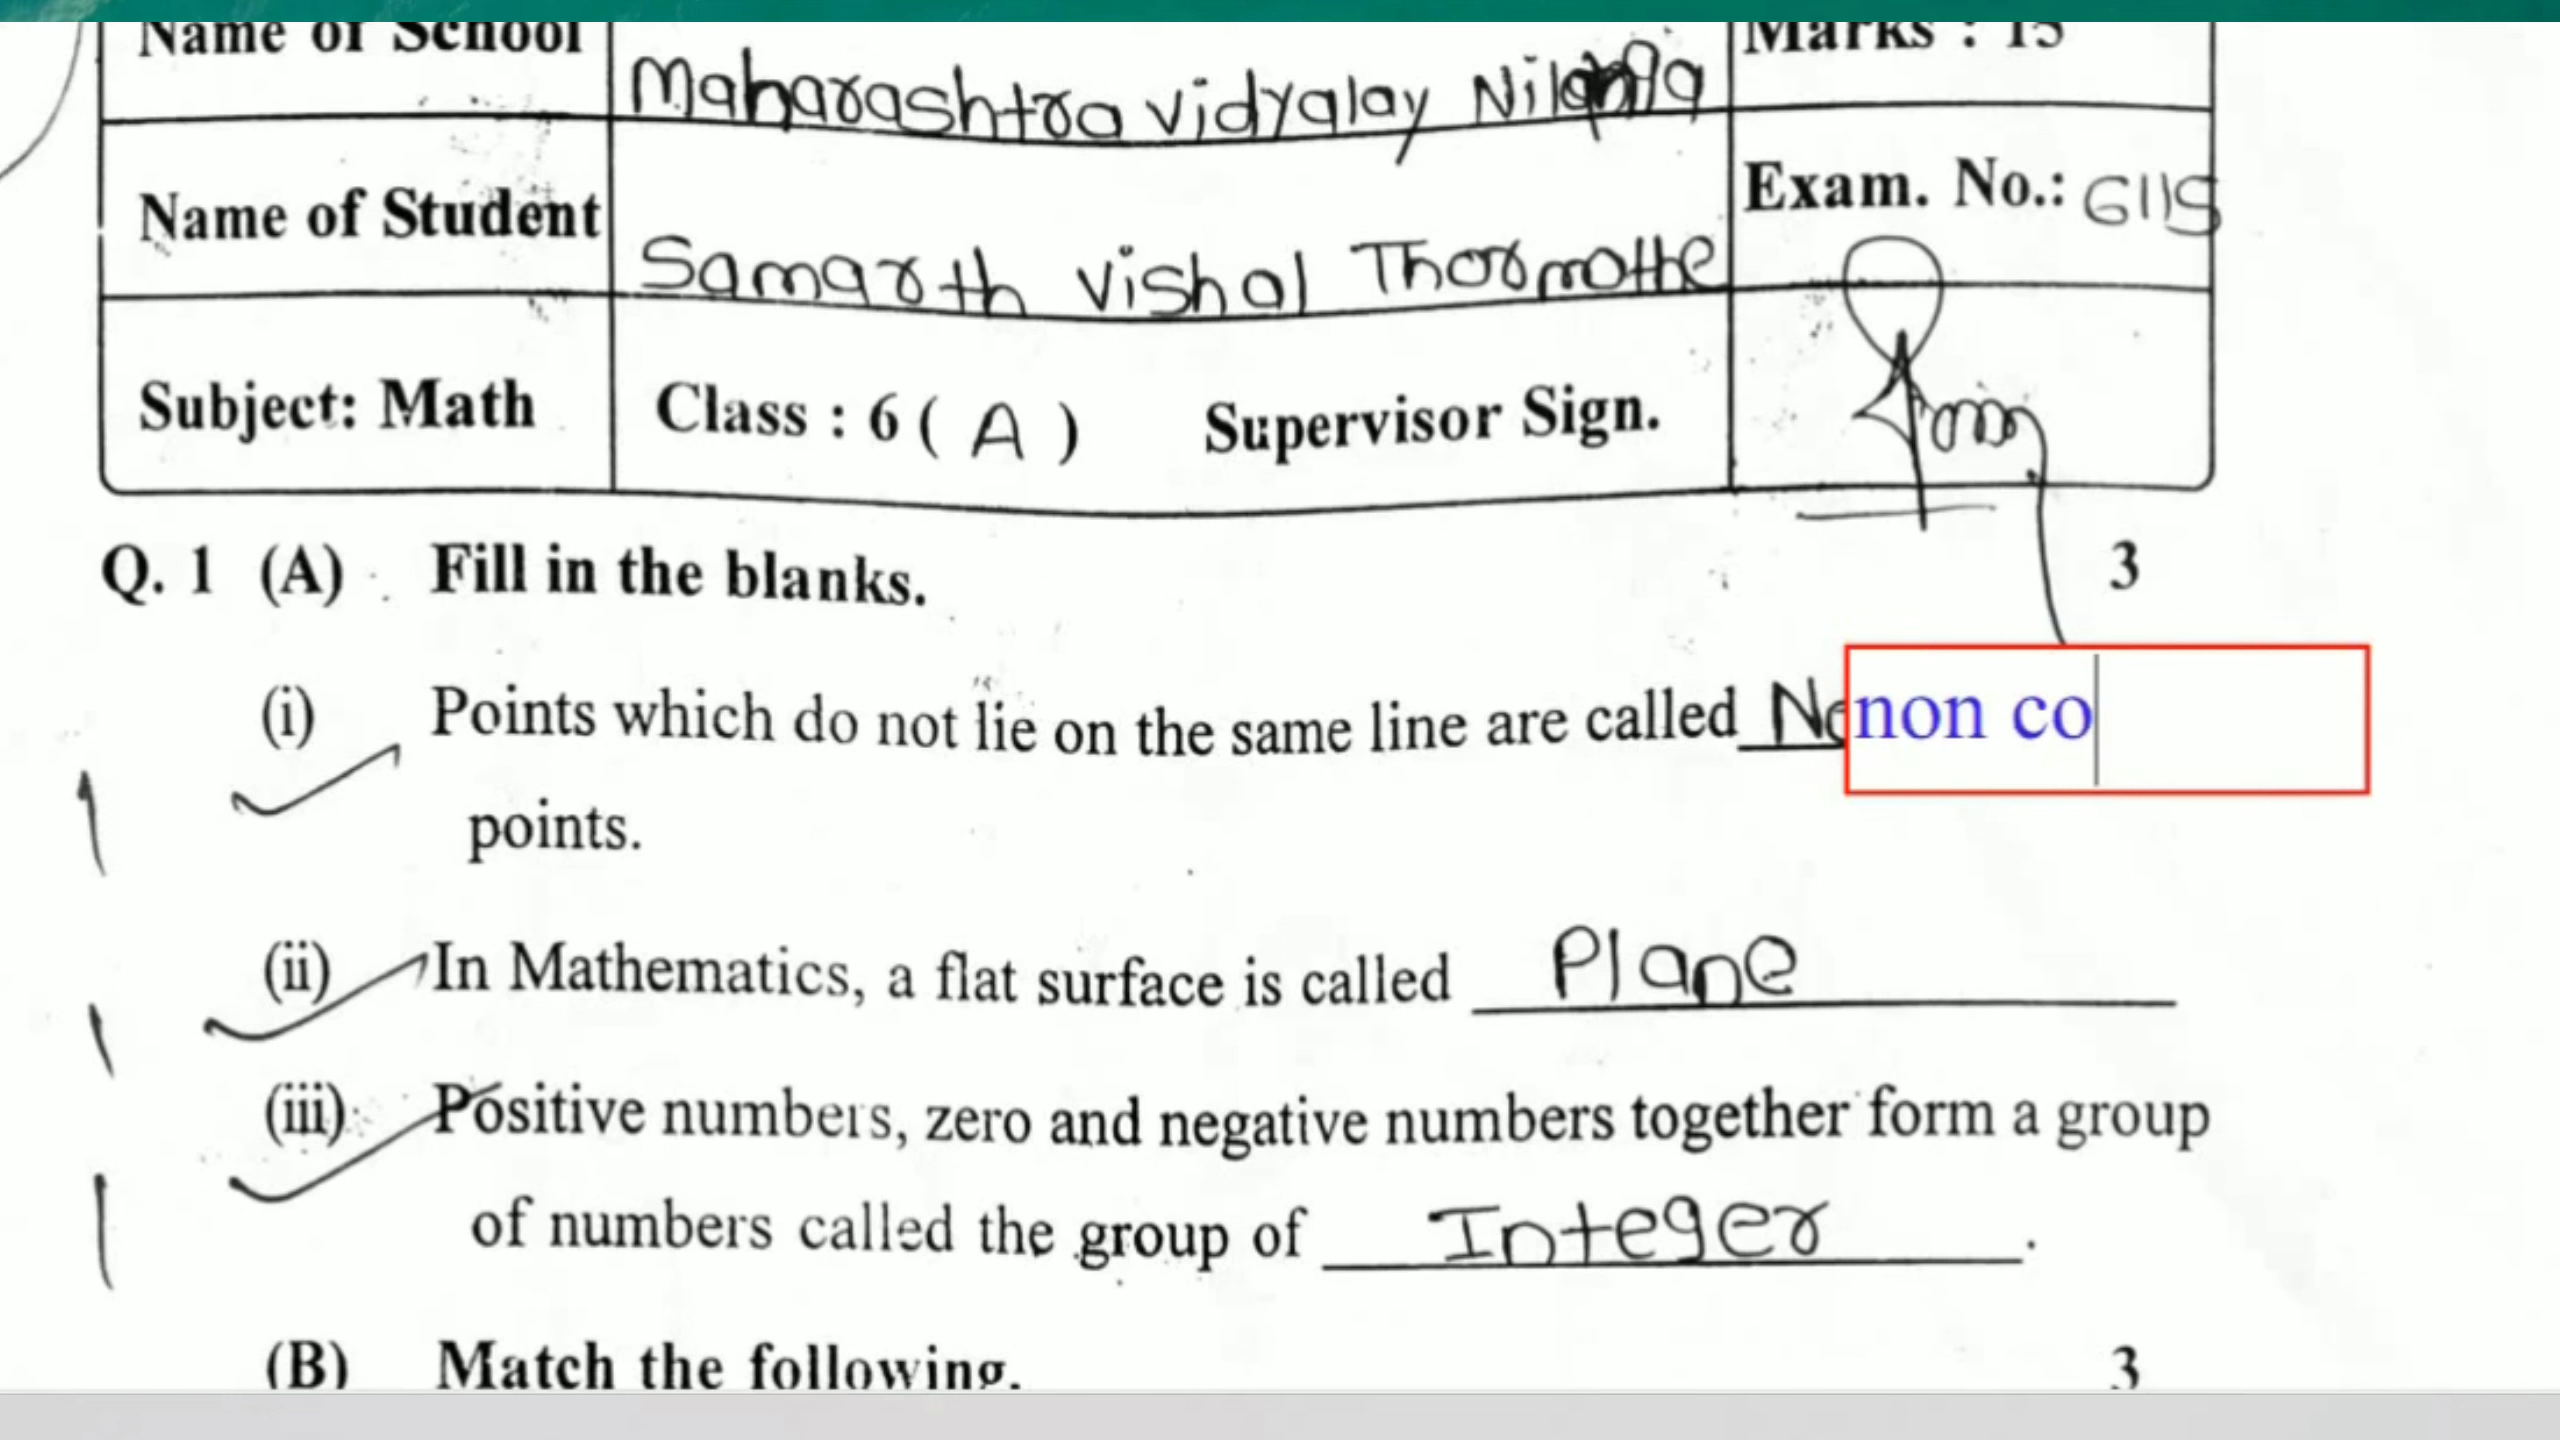 Name of School
Maharashtra Vidyalay
Marks : 15
Name of Student
Samarth Vishal Thormothe
Exam. No.: 6115
Subject: Math
Class : 6 ( A )
Supervisor Sign.
Q. 1 (A) Fill in the blanks. 3
(i) Points which do not lie on the same line are called non co
points.
(ii) In Mathematics, a flat surface is called Plane
(iii) Positive numbers, zero and negative numbers together form a group
of numbers called the group of Integer .
(B) Match the following. 3